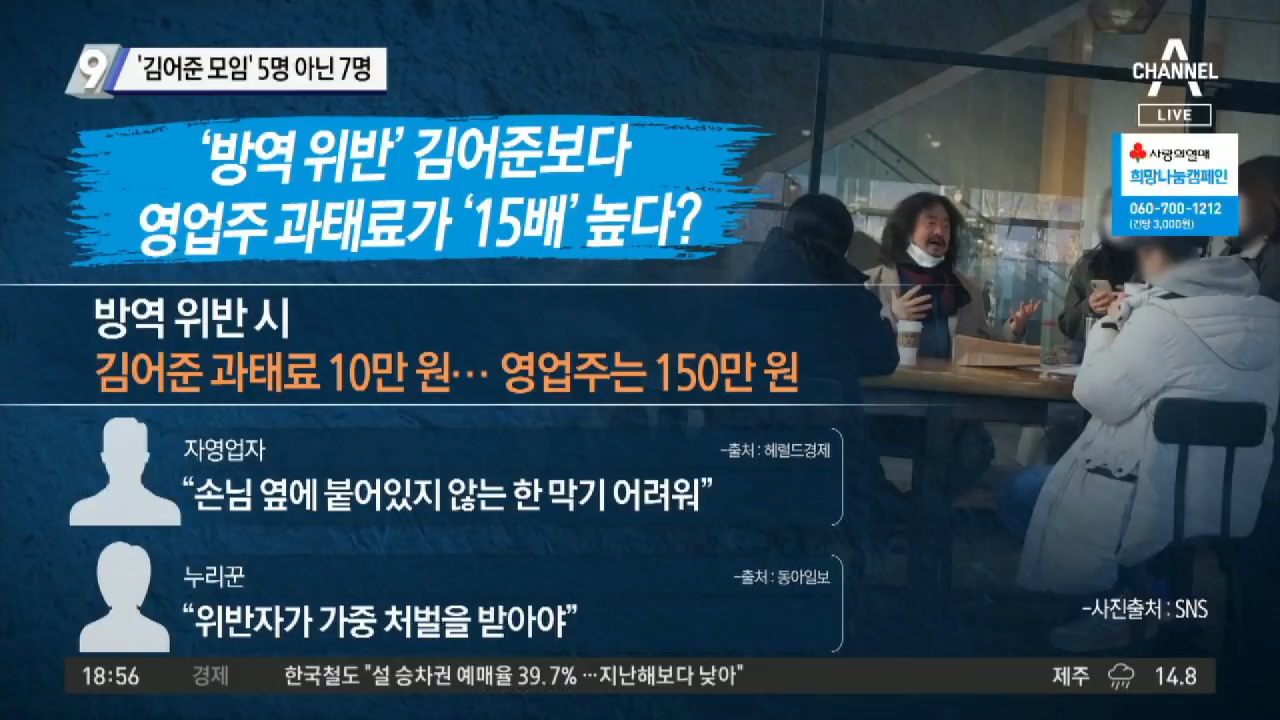 9
'김어준 모임' 5명 아닌 7명
CHANNEL A
LIVE
사랑의열매
희망나눔캠페인
060-700-1212
(건당 3,000원)
'방역 위반' 김어준보다
영업주 과태료가 '15배' 높다?
방역 위반 시
김어준 과태료 10만 원… 영업주는 150만 원
자영업자
-출처 : 헤럴드경제
"손님 옆에 붙어있지 않는 한 막기 어려워"
누리꾼
-출처 : 동아일보
"위반자가 가중 처벌을 받아야"
-사진출처 : SNS
18:56 경제 한국철도 "설 승차권 예매율 39.7% …지난해보다 낮아" 제주 14.8